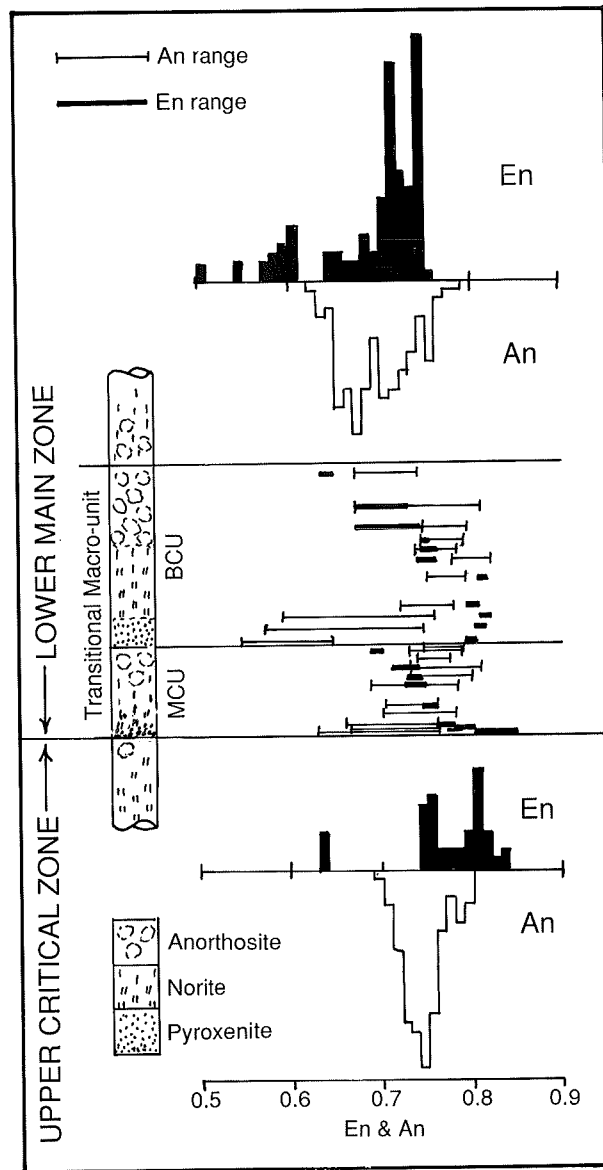 An range
En range
En
An
LOWER MAIN ZONE
Transitional Macro-unit
BCU
MCU
UPPER CRITICAL ZONE
En
An
Anorthosite
Norite
Pyroxenite
0.5 0.6 0.7 0.8 0.9
En & An